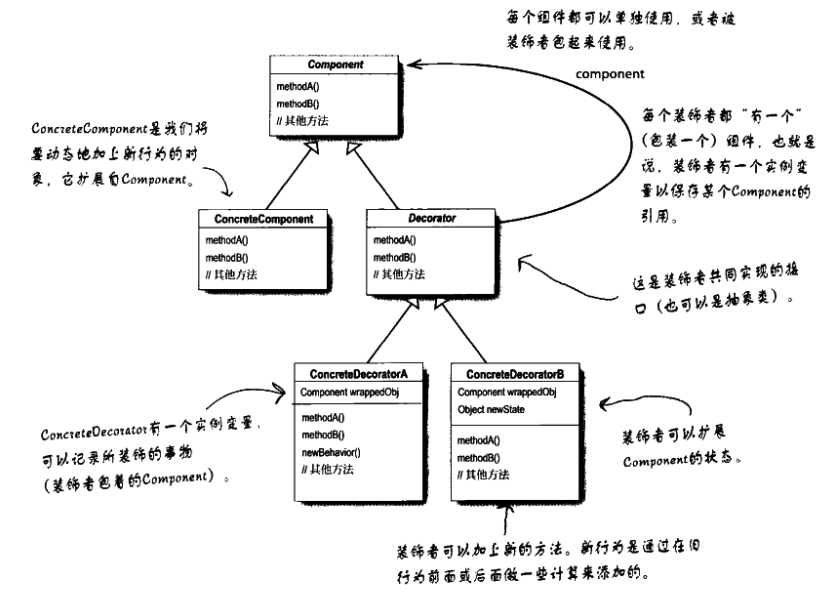 每个组件都可以单独使用，或者被
装饰者包起来使用。
Component
methodA()
methodB()
// 其他方法
component
每个装饰者都“有一个”
（包装一个）组件，也就是
说，装饰者有一个实例变
量以保存某个Component的
引用。
ConcreteComponent是我们将
要动态地加上新行为的对
象，它扩展自Component。
ConcreteComponent
methodA()
methodB()
// 其他方法
Decorator
methodA()
methodB()
// 其他方法
这是装饰者共同实现的接
口（也可以是抽象类）。
ConcreteDecoratorA
Component wrappedObj
methodA()
methodB()
newBehavior()
// 其他方法
ConcreteDecoratorB
Component wrappedObj
Object newState
methodA()
methodB()
// 其他方法
ConcreteDecorator有一个实例变量，
可以记录所装饰的事物
（装饰者包着的Component）。
装饰者可以扩展
Component的状态。
装饰者可以加上新的方法。新行为是通过在旧
行为前面或后面做一些计算来添加的。